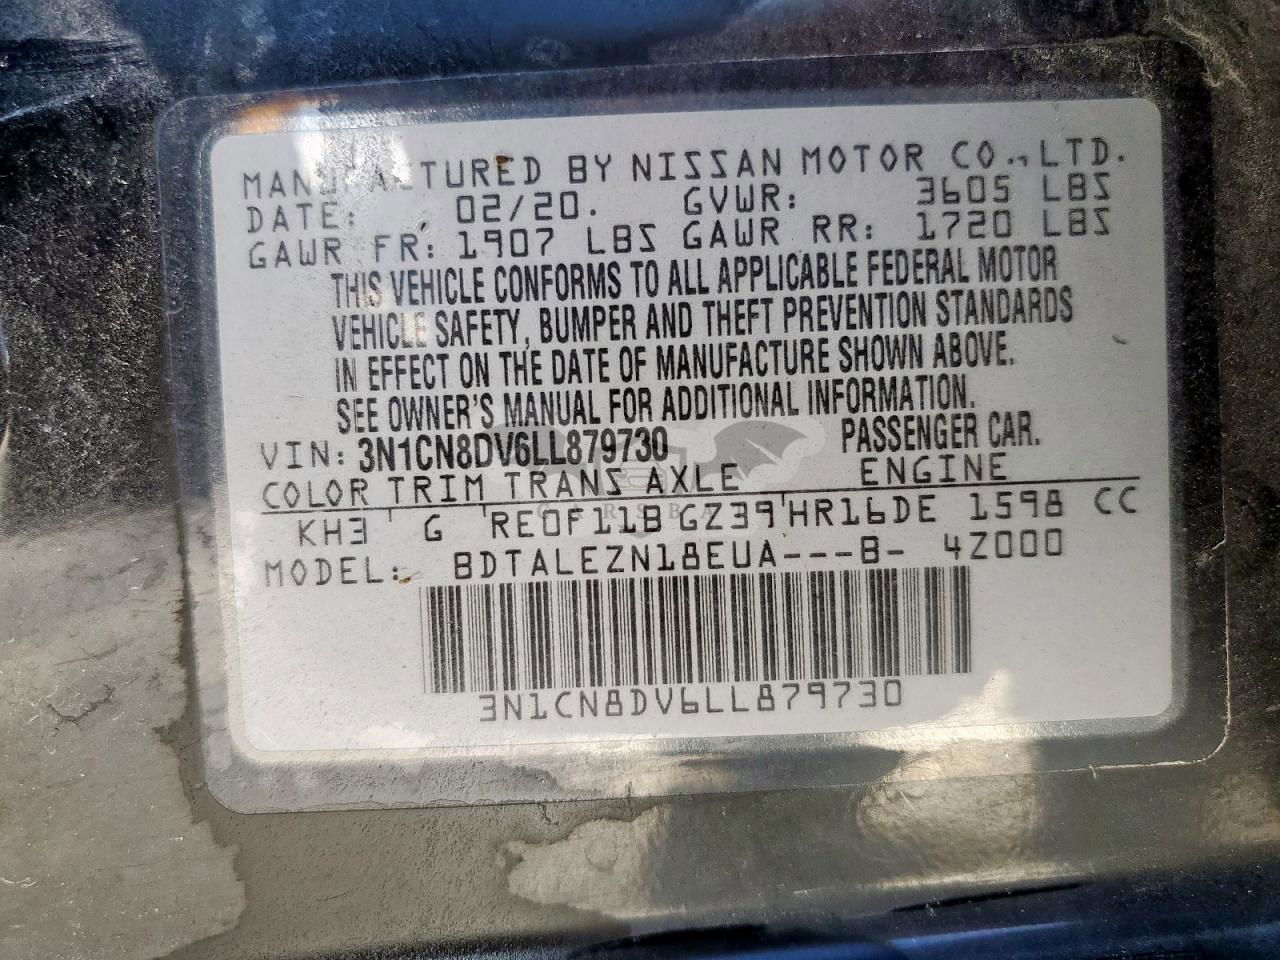 MANUFACTURED BY NISSAN MOTOR CO., LTD.
DATE: 02/20. GVWR: 3605 LBS
GAWR FR: 1907 LBS GAWR RR: 1720 LBS
THIS VEHICLE CONFORMS TO ALL APPLICABLE FEDERAL MOTOR
VEHICLE SAFETY, BUMPER AND THEFT PREVENTION STANDARDS
IN EFFECT ON THE DATE OF MANUFACTURE SHOWN ABOVE.
SEE OWNER'S MANUAL FOR ADDITIONAL INFORMATION.
VIN: 3N1CN8DV6LL879730 PASSENGER CAR.
COLOR TRIM TRANS AXLE ENGINE
KH3 G RE0F11B GZ39 HR16DE 1598 CC
MODEL: BDTALEZN18EUA---B- 4Z000
3N1CN8DV6LL879730